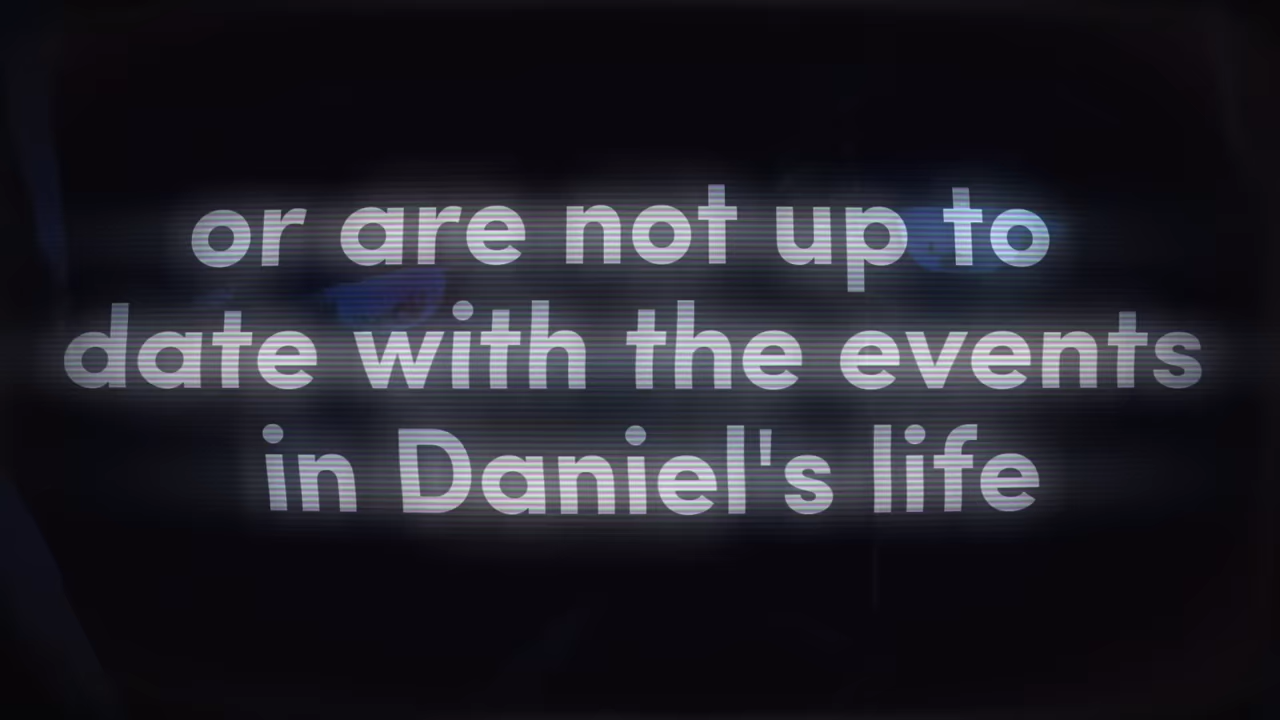 or are not up to
date with the events
in Daniel's life